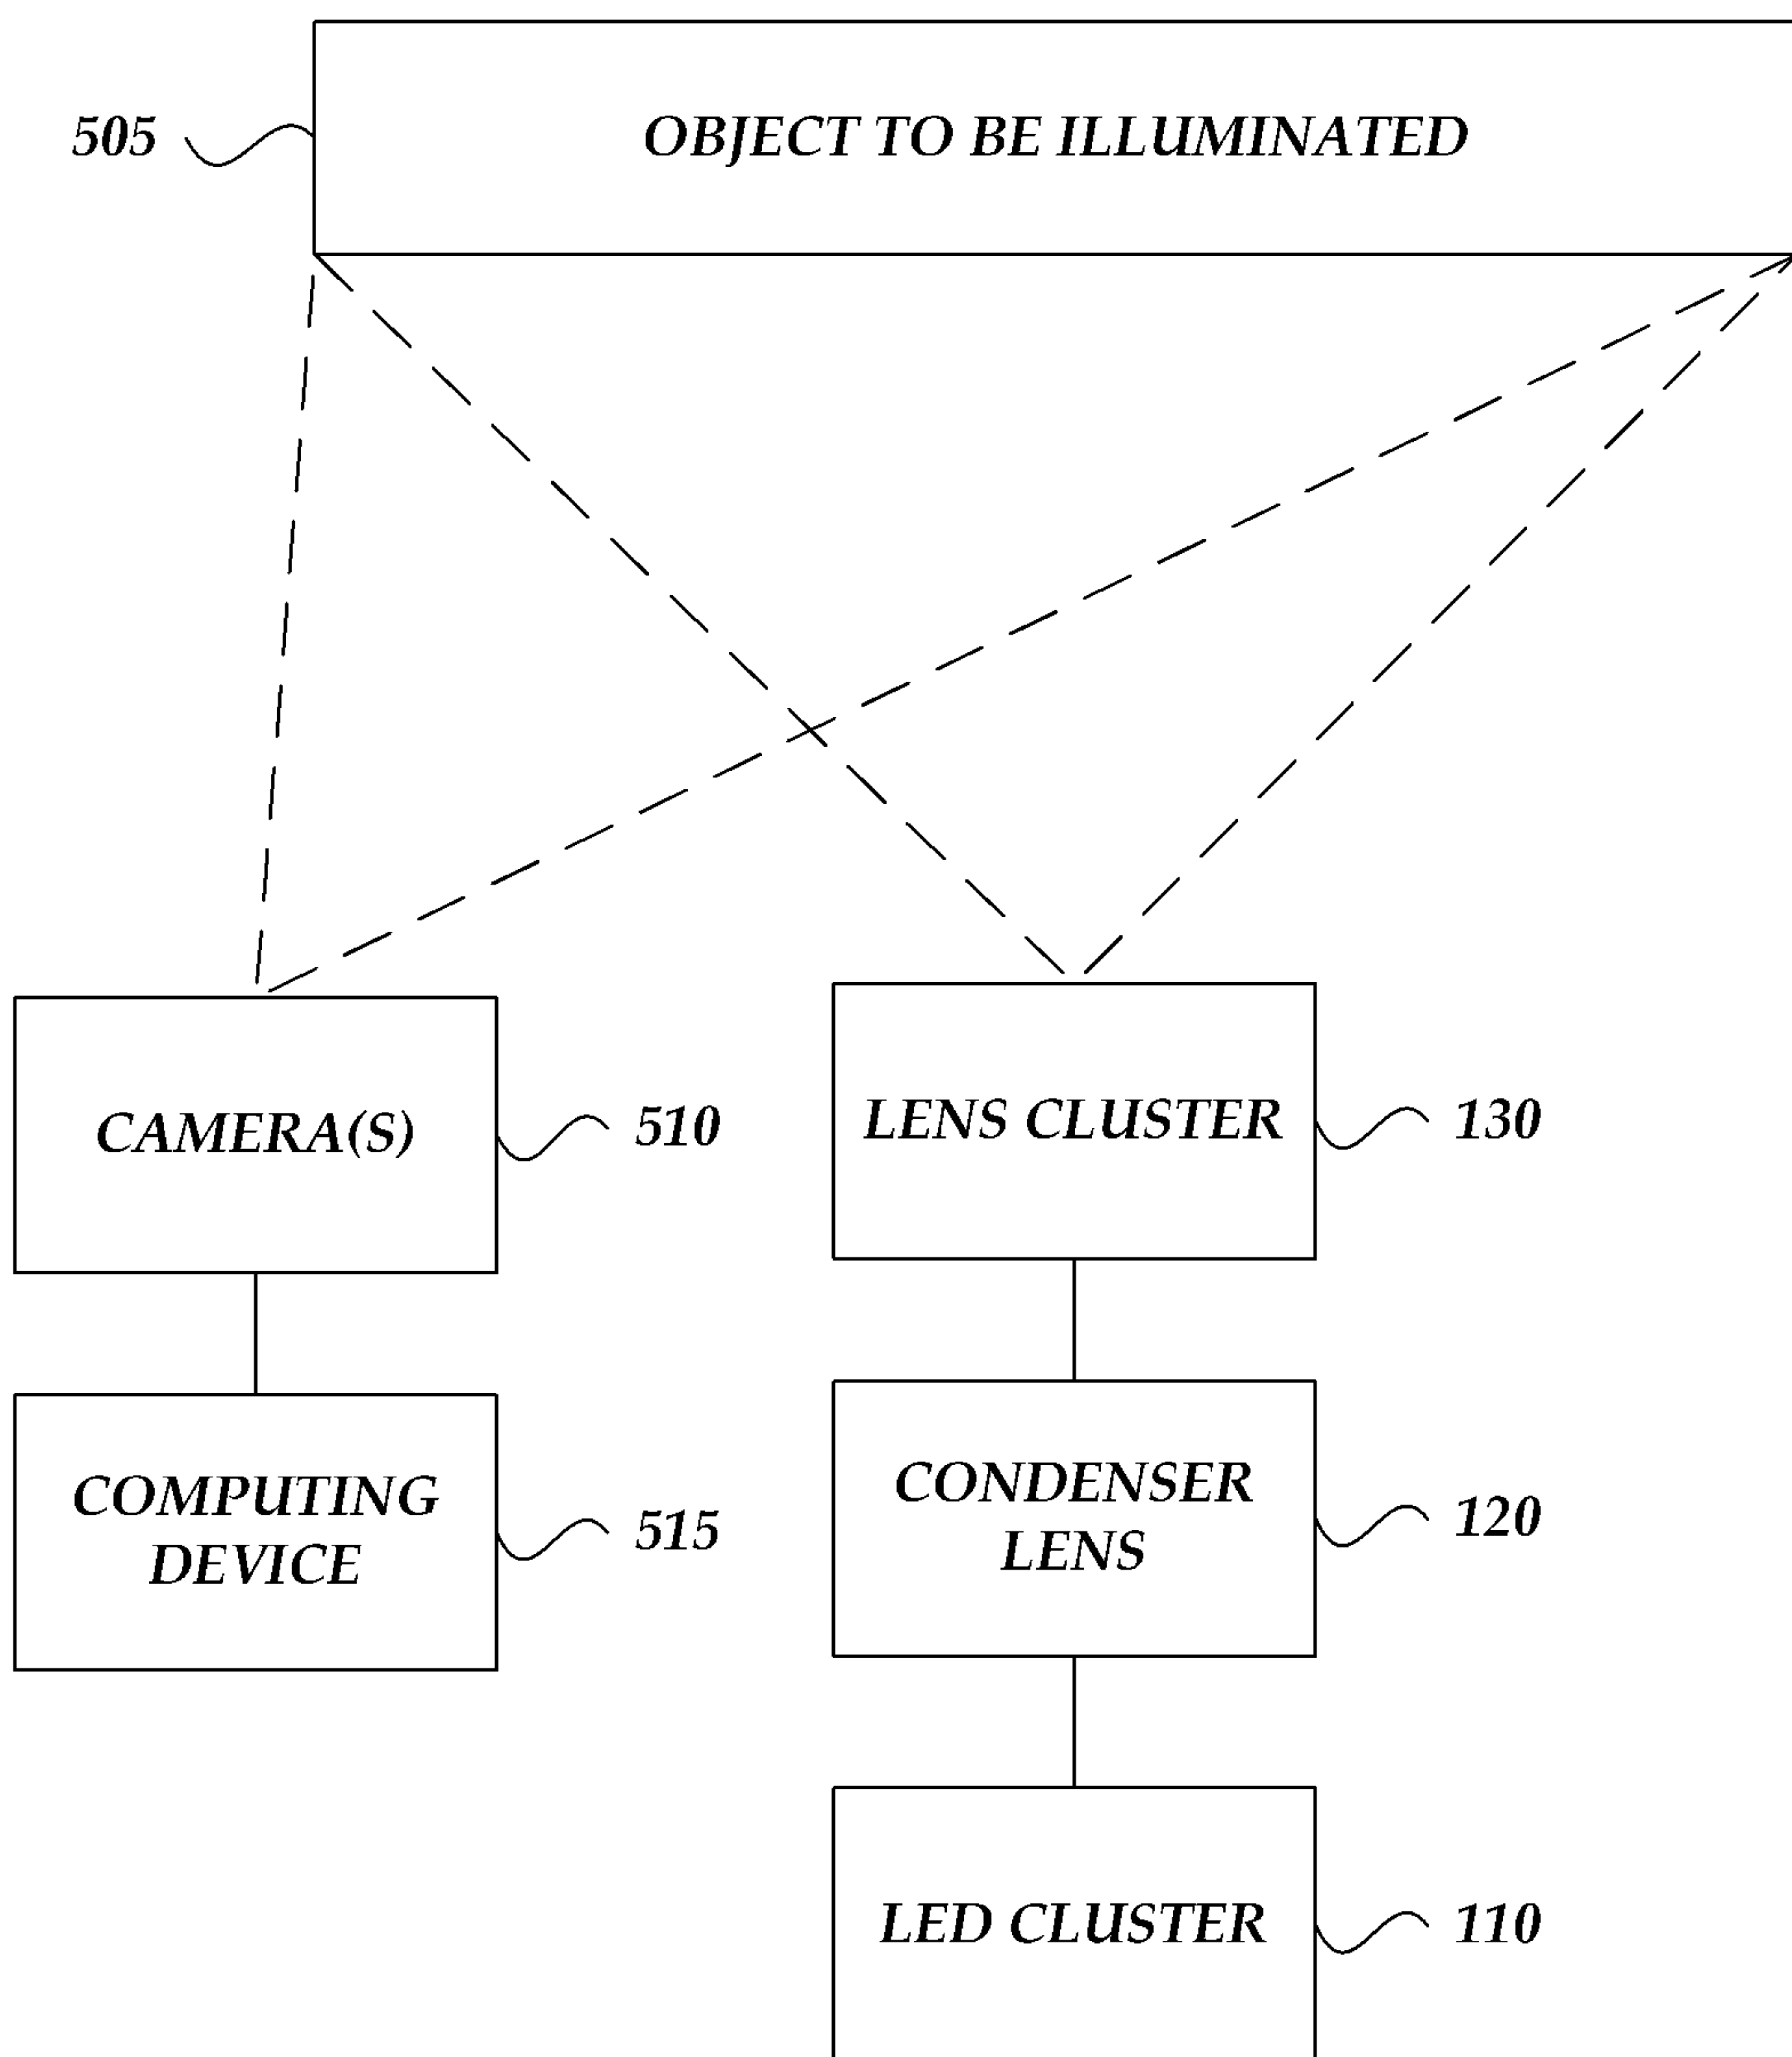 505
OBJECT TO BE ILLUMINATED
CAMERA(S)
510
LENS CLUSTER
130
COMPUTING
DEVICE
515
CONDENSER
LENS
120
LED CLUSTER
110